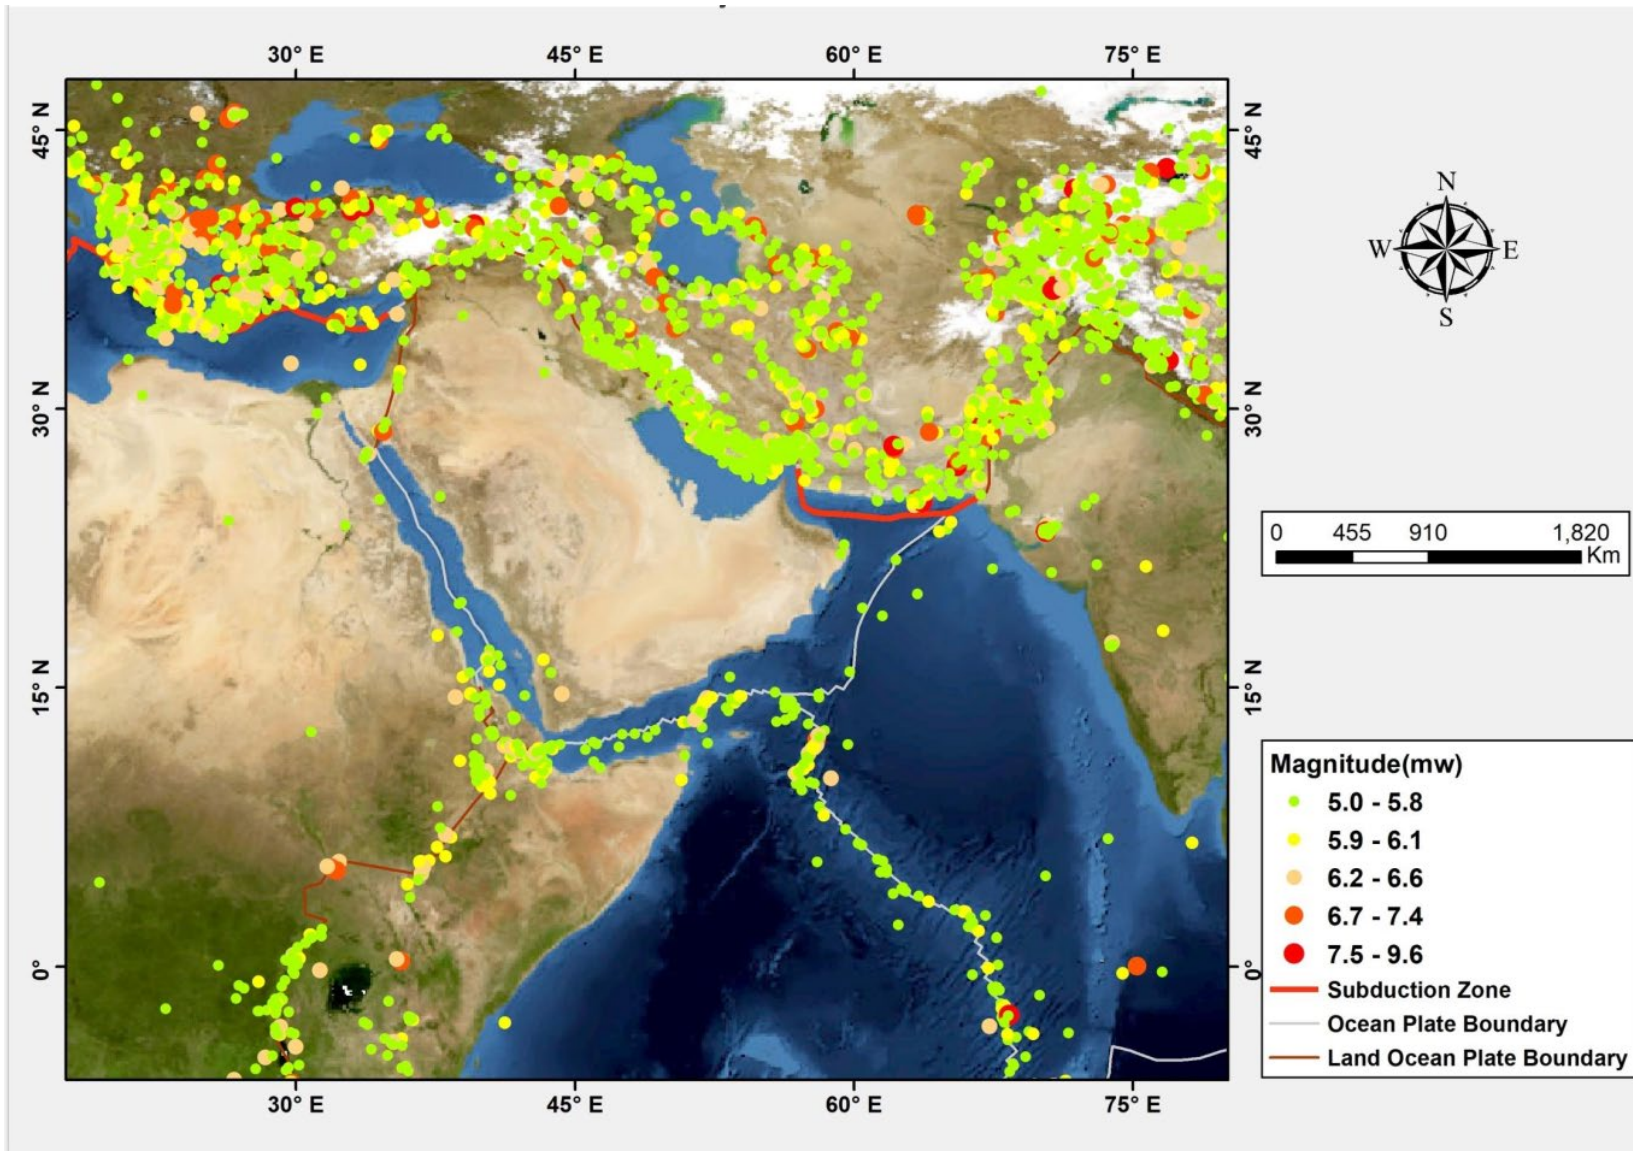 30° E 45° E 60° E 75° E
45° N 45° N
30° N 30° N
15° N 15° N
0° 0°
30° E 45° E 60° E 75° E
N
W E
S
0 455 910 1,820
Km
Magnitude(mw)
5.0 - 5.8
5.9 - 6.1
6.2 - 6.6
6.7 - 7.4
7.5 - 9.6
Subduction Zone
Ocean Plate Boundary
Land Ocean Plate Boundary